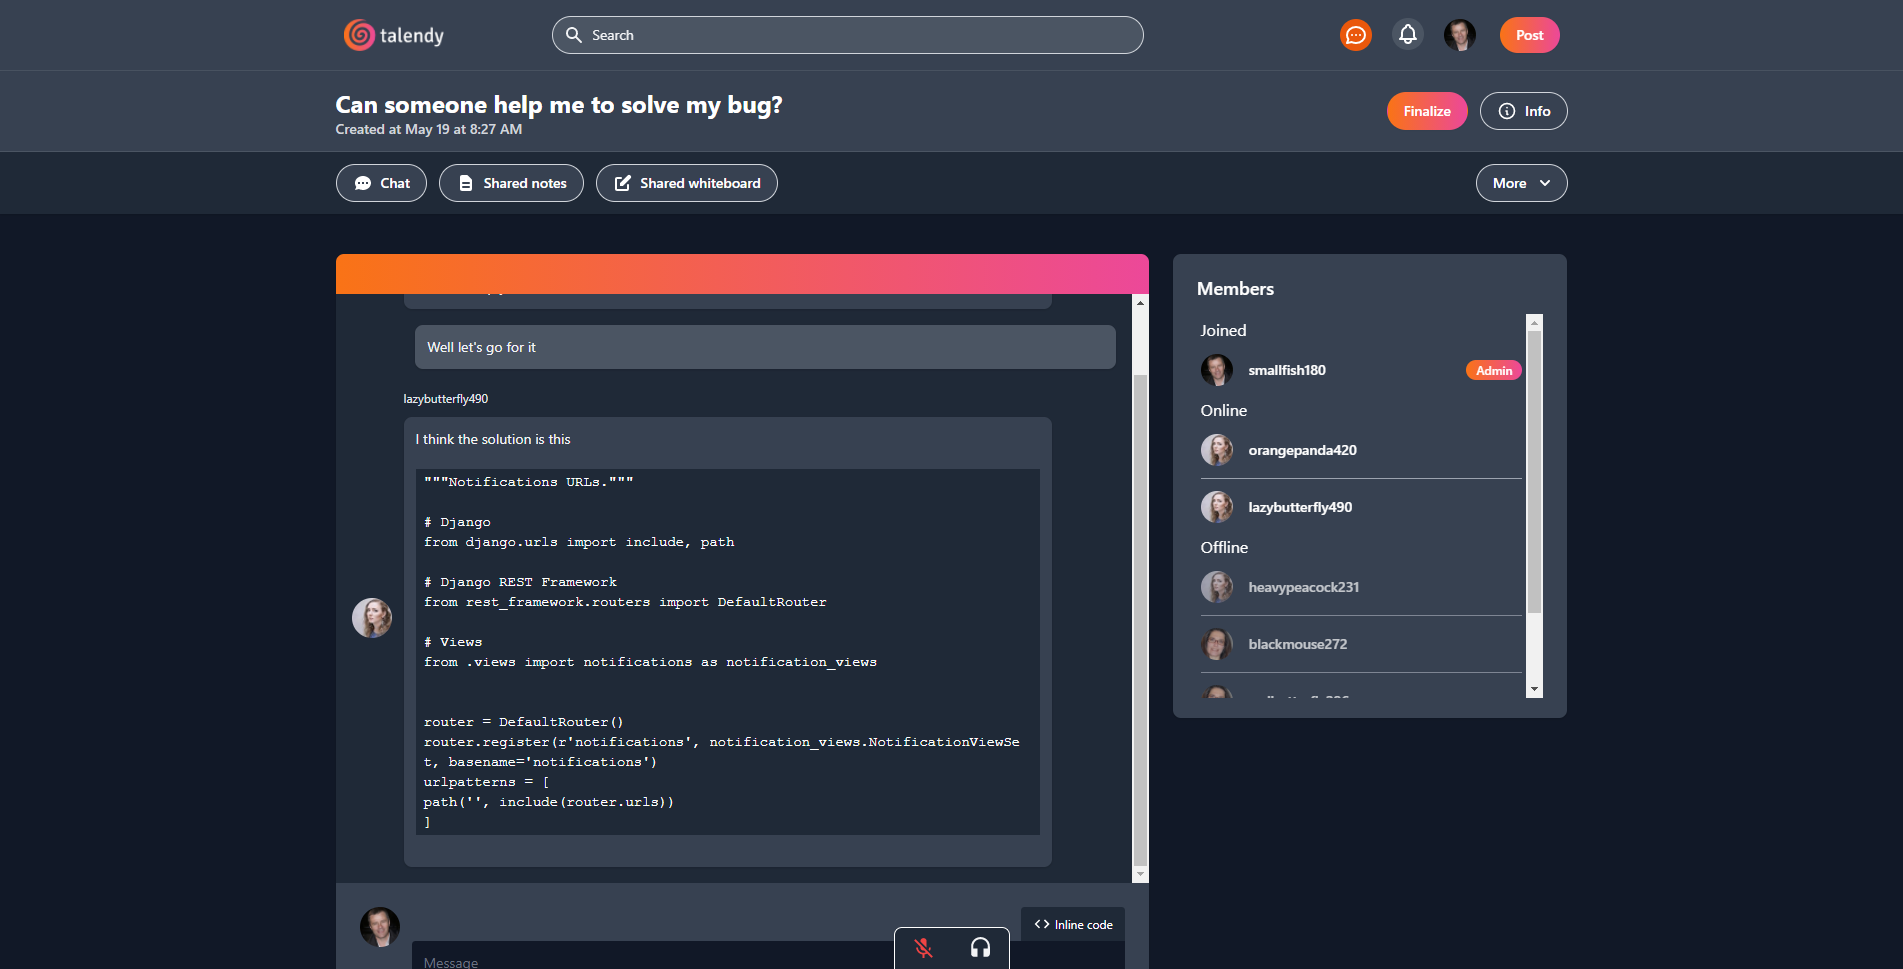 talendy
Search
Post
Can someone help me to solve my bug?
Created at May 19 at 8:27 AM
Finalize
Info
Chat
Shared notes
Shared whiteboard
More
Well let's go for it
lazybutterfly490
I think the solution is this
"""Notifications URLs."""
# Django
from django.urls import include, path
# Django REST Framework
from rest_framework.routers import DefaultRouter
# Views
from .views import notifications as notification_views
router = DefaultRouter()
router.register(r'notifications', notification_views.NotificationViewSe
t, basename='notifications')
urlpatterns = [
path('', include(router.urls))
]
Inline code
Message
Members
Joined
smallfish180
Admin
Online
orangepanda420
lazybutterfly490
Offline
heavypeacock231
blackmouse272